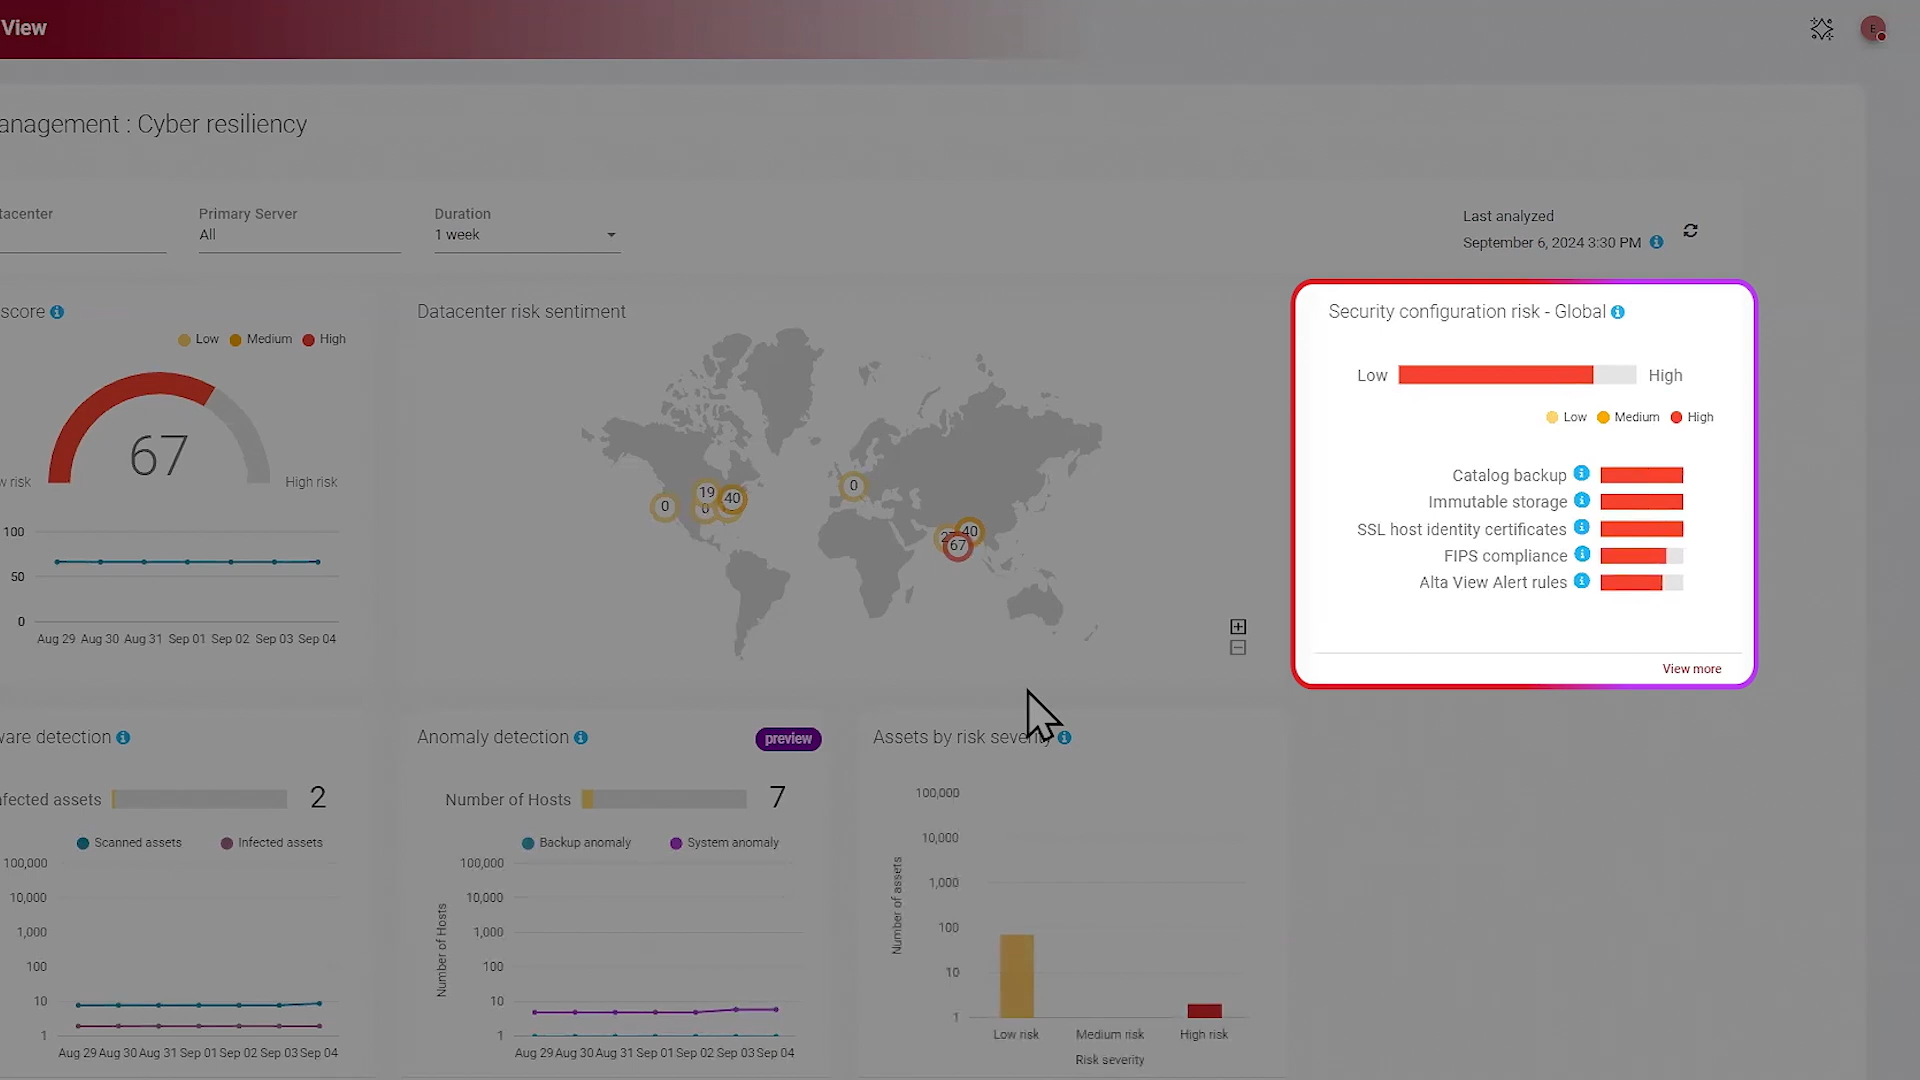 View
E
anagement : Cyber resiliency
tacenter
Primary Server
All
Duration
1 week
Last analyzed
September 6, 2024 3:30 PM
score
Low
Medium
High
67
w risk
High risk
100
50
0
Aug 29 Aug 30 Aug 31 Sep 01 Sep 02 Sep 03 Sep 04
Datacenter risk sentiment
0
19
40
0
0
40
67
Security configuration risk - Global
Low
High
Low
Medium
High
Catalog backup
Immutable storage
SSL host identity certificates
FIPS compliance
Alta View Alert rules
View more
ware detection
nfected assets
2
Scanned assets
Infected assets
100,000
10,000
1,000
100
10
1
Aug 29 Aug 30 Aug 31 Sep 01 Sep 02 Sep 03 Sep 04
Anomaly detection
preview
Number of Hosts
7
Backup anomaly
System anomaly
Number of Hosts
100,000
10,000
1,000
100
10
1
Aug 29 Aug 30 Aug 31 Sep 01 Sep 02 Sep 03 Sep 04
Assets by risk severity
Number of assets
100,000
10,000
1,000
100
10
1
Low risk
Medium risk
High risk
Risk severity